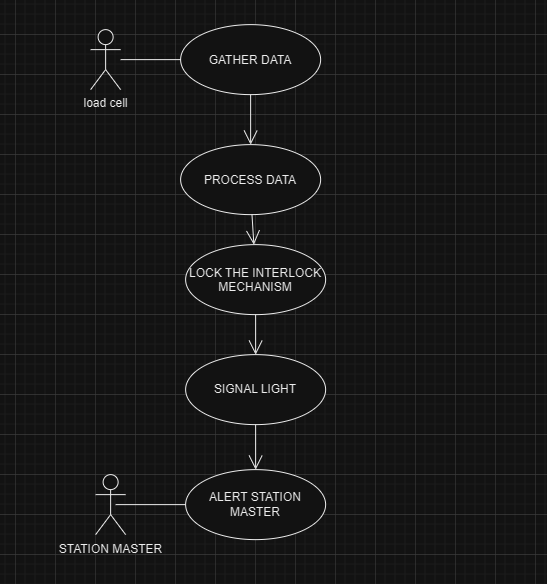 GATHER DATA
load cell
PROCESS DATA
LOCK THE INTERLOCK
MECHANISM
SIGNAL LIGHT
ALERT STATION
MASTER
STATION MASTER